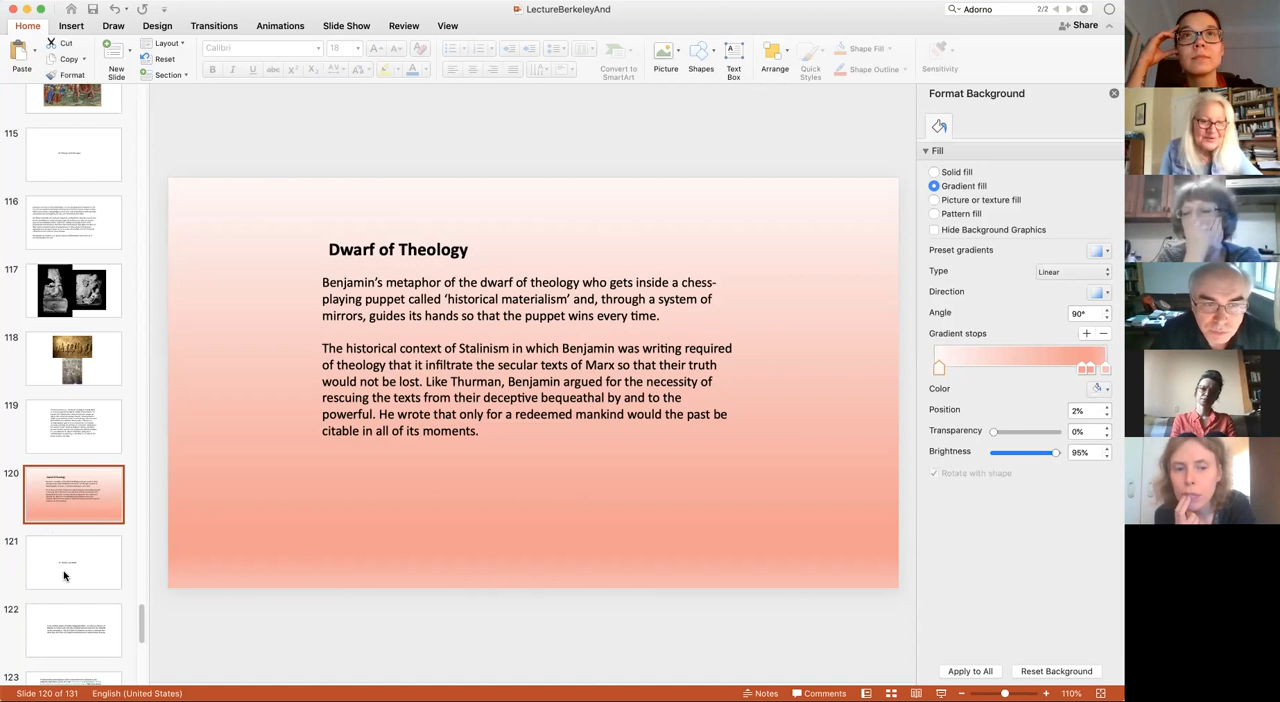 LectureBerkeleyAnd
Adorno
2/2
Home Insert Draw Design Transitions Animations Slide Show Review View
Share
Paste
Cut
Copy
Format
New Slide
Layout
Reset
Section
Calibri
18
Convert to SmartArt
Picture
Shapes
Text Box
Arrange
Quick Styles
Shape Fill
Shape Outline
Sensitivity
115
116
117
118
119
120
121
122
123
Dwarf of Theology
Benjamin’s metaphor of the dwarf of theology who gets inside a chess-
playing puppet called ‘historical materialism’ and, through a system of
mirrors, guides its hands so that the puppet wins every time.
The historical context of Stalinism in which Benjamin was writing required
of theology that it infiltrate the secular texts of Marx so that their truth
would not be lost. Like Thurman, Benjamin argued for the necessity of
rescuing the texts from their deceptive bequeathal by and to the
powerful. He wrote that only for a redeemed mankind would the past be
citable in all of its moments.
Format Background
Fill
Solid fill
Gradient fill
Picture or texture fill
Pattern fill
Hide Background Graphics
Preset gradients
Type Linear
Direction
Angle 90°
Gradient stops
Color
Position 2%
Transparency 0%
Brightness 95%
Rotate with shape
Apply to All Reset Background
Slide 120 of 131 English (United States)
Notes Comments
110%